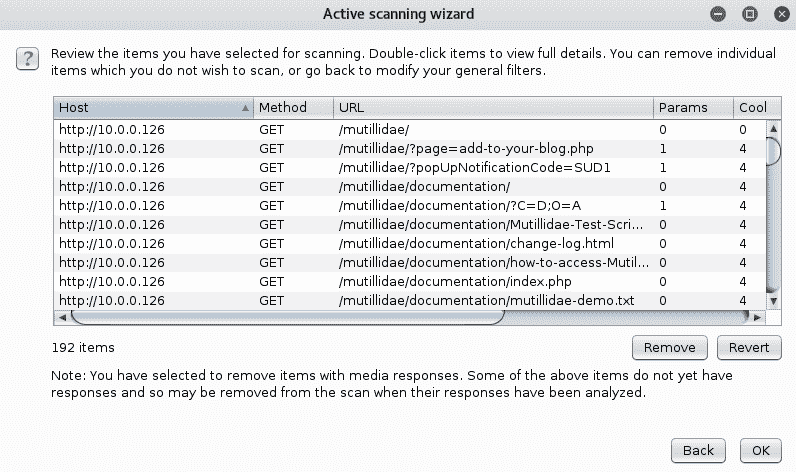 Active scanning wizard
?
Review the items you have selected for scanning. Double-click items to view full details. You can remove individual
items which you do not wish to scan, or go back to modify your general filters.
Host Method URL Params Cool
http://10.0.0.126 GET /mutillidae/ 0 0
http://10.0.0.126 GET /mutillidae/?page=add-to-your-blog.php 1 4
http://10.0.0.126 GET /mutillidae/?popUpNotificationCode=SUD1 1 4
http://10.0.0.126 GET /mutillidae/documentation/ 0 4
http://10.0.0.126 GET /mutillidae/documentation/?C=D;O=A 1 4
http://10.0.0.126 GET /mutillidae/documentation/Mutillidae-Test-Scri... 0 4
http://10.0.0.126 GET /mutillidae/documentation/change-log.html 0 4
http://10.0.0.126 GET /mutillidae/documentation/how-to-access-Mutil... 0 4
http://10.0.0.126 GET /mutillidae/documentation/index.php 0 4
http://10.0.0.126 GET /mutillidae/documentation/mutillidae-demo.txt 0 4
192 items
Remove Revert
Note: You have selected to remove items with media responses. Some of the above items do not yet have
responses and so may be removed from the scan when their responses have been analyzed.
Back OK